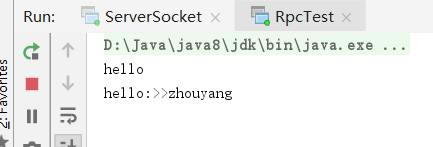 Run: ServerSocket × RpcTest ×
D:\Java\java8\jdk\bin\java.exe ...
hello
hello:>>zhouyang
2: Favorites